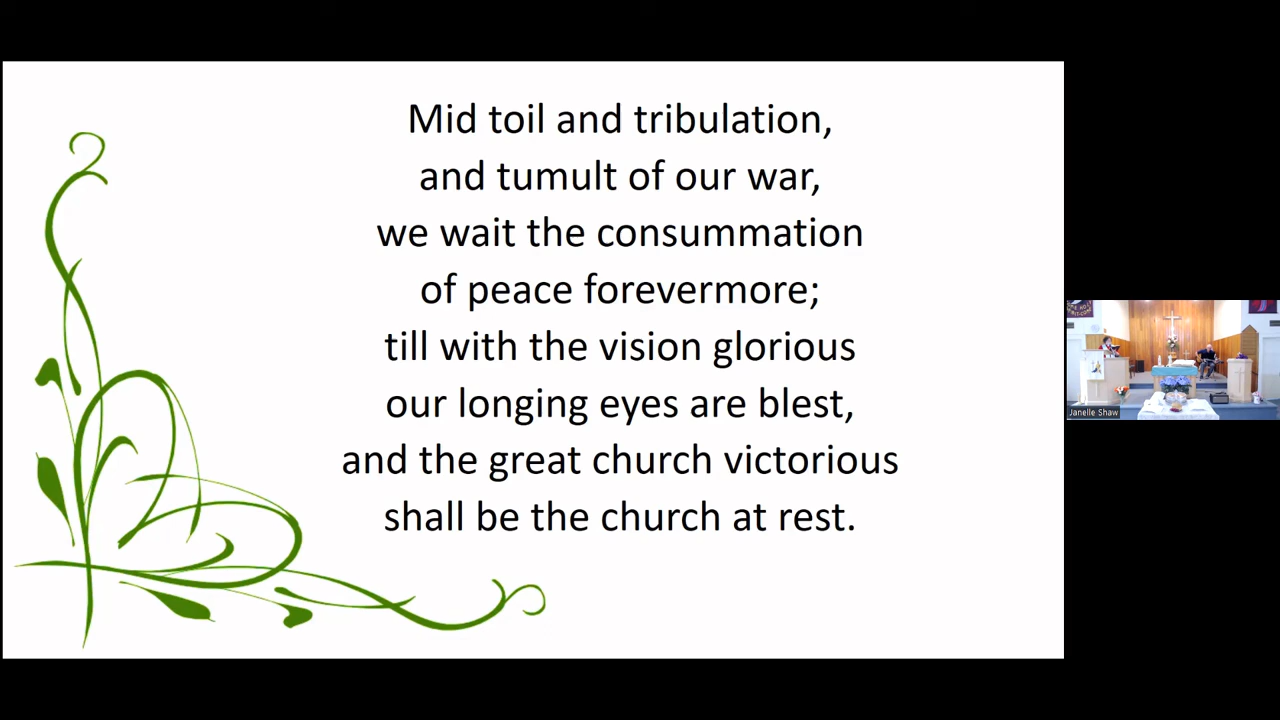 Mid toil and tribulation,
and tumult of our war,
we wait the consummation
of peace forevermore;
till with the vision glorious
our longing eyes are blest,
and the great church victorious
shall be the church at rest.
Janelle Shaw